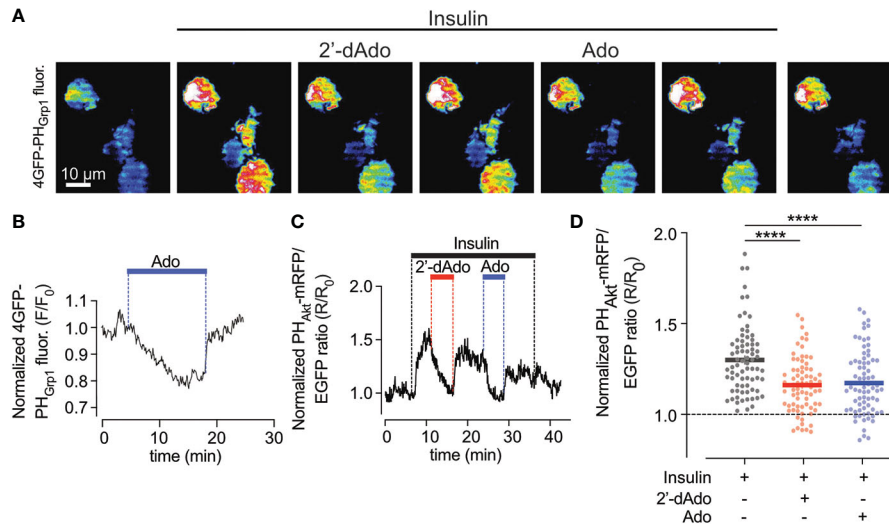 A
Insulin
2'-dAdo Ado
4GFP-PHGrp1 fluor.
10 µm
B
Ado
Normalized 4GFP-
PHGrp1 fluor. (F/F0)
1.1
1.0
0.9
0.8
0.7
0 10 20 30
time (min)
C
Insulin
2'-dAdo Ado
Normalized PHAkt-mRFP/
EGFP ratio (R/R0)
2.0
1.5
1.0
0 10 20 30 40
time (min)
D
**** 
****
Normalized PHAkt-mRFP/
EGFP ratio (R/R0)
2.0
1.5
1.0
Insulin + + +
2'-dAdo - + -
Ado - - +